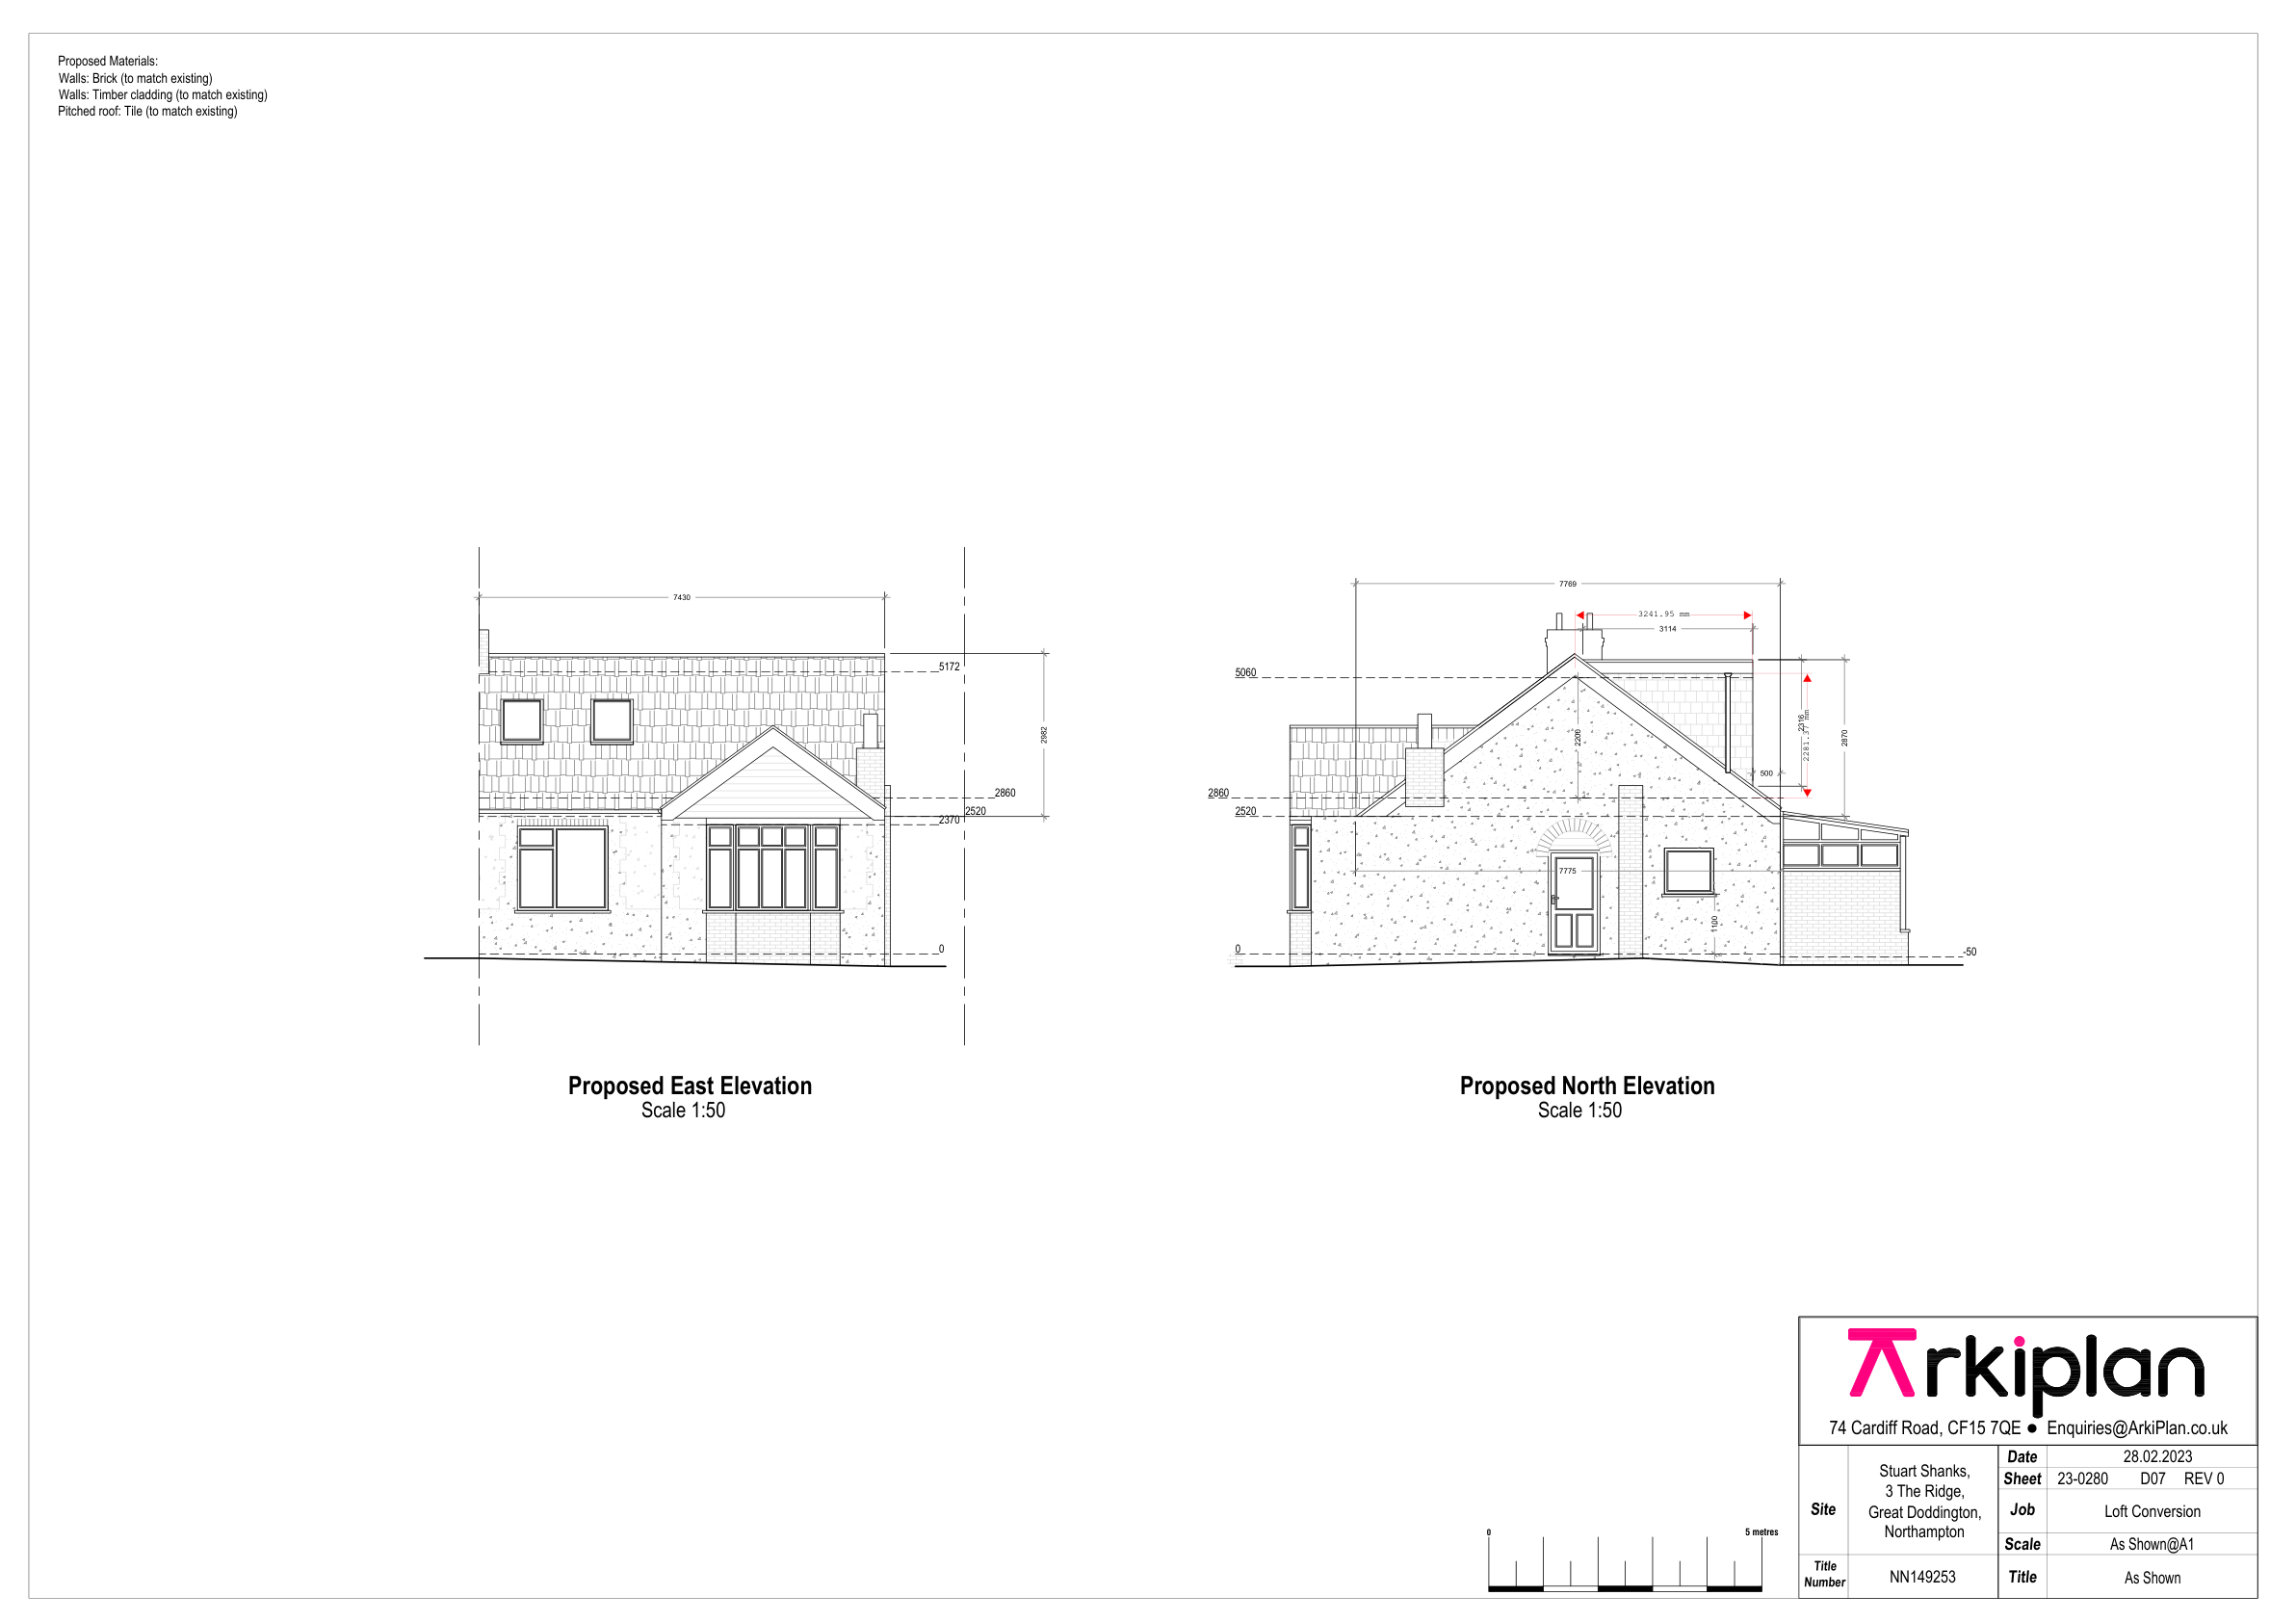 Proposed Materials:
Walls: Brick (to match existing)
Walls: Timber cladding (to match existing)
Pitched roof: Tile (to match existing)
7430
5172
2982
2860
2520
2370
0
Proposed East Elevation
Scale 1:50
7769
3241.95 mm
3114
5060
2200
2316
2281.37 mm
2870
500
2860
2520
7775
1100
0
-50
Proposed North Elevation
Scale 1:50
0 5 metres
Arkiplan
74 Cardiff Road, CF15 7QE ● Enquiries@ArkiPlan.co.uk
Site
Stuart Shanks,
3 The Ridge,
Great Doddington,
Northampton
Title Number
NN149253
Date 28.02.2023
Sheet 23-0280 D07 REV 0
Job Loft Conversion
Scale As Shown@A1
Title As Shown